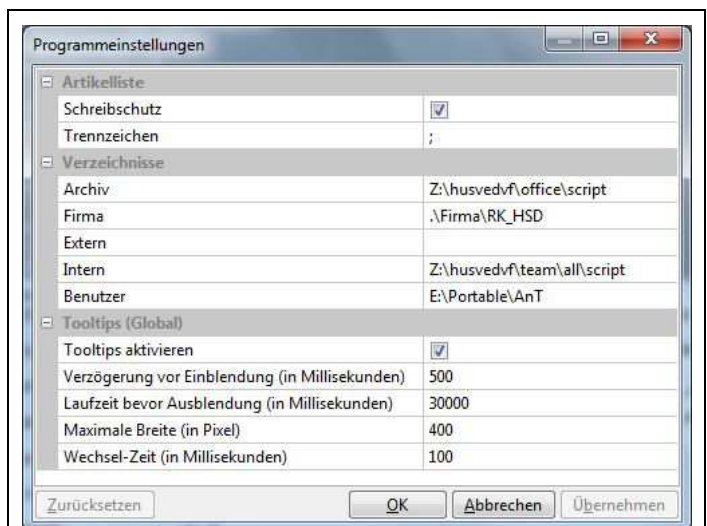 Programmeinstellungen
Artikelliste
Schreibschutz
Trennzeichen ;
Verzeichnisse
Archiv Z:\husvedvf\office\script
Firma .\Firma\RK_HSD
Extern
Intern Z:\husvedvf\team\all\script
Benutzer E:\Portable\AnT
Tooltips (Global)
Tooltips aktivieren
Verzögerung vor Einblendung (in Millisekunden) 500
Laufzeit bevor Ausblendung (in Millisekunden) 30000
Maximale Breite (in Pixel) 400
Wechsel-Zeit (in Millisekunden) 100
Zurücksetzen OK Abbrechen Übernehmen